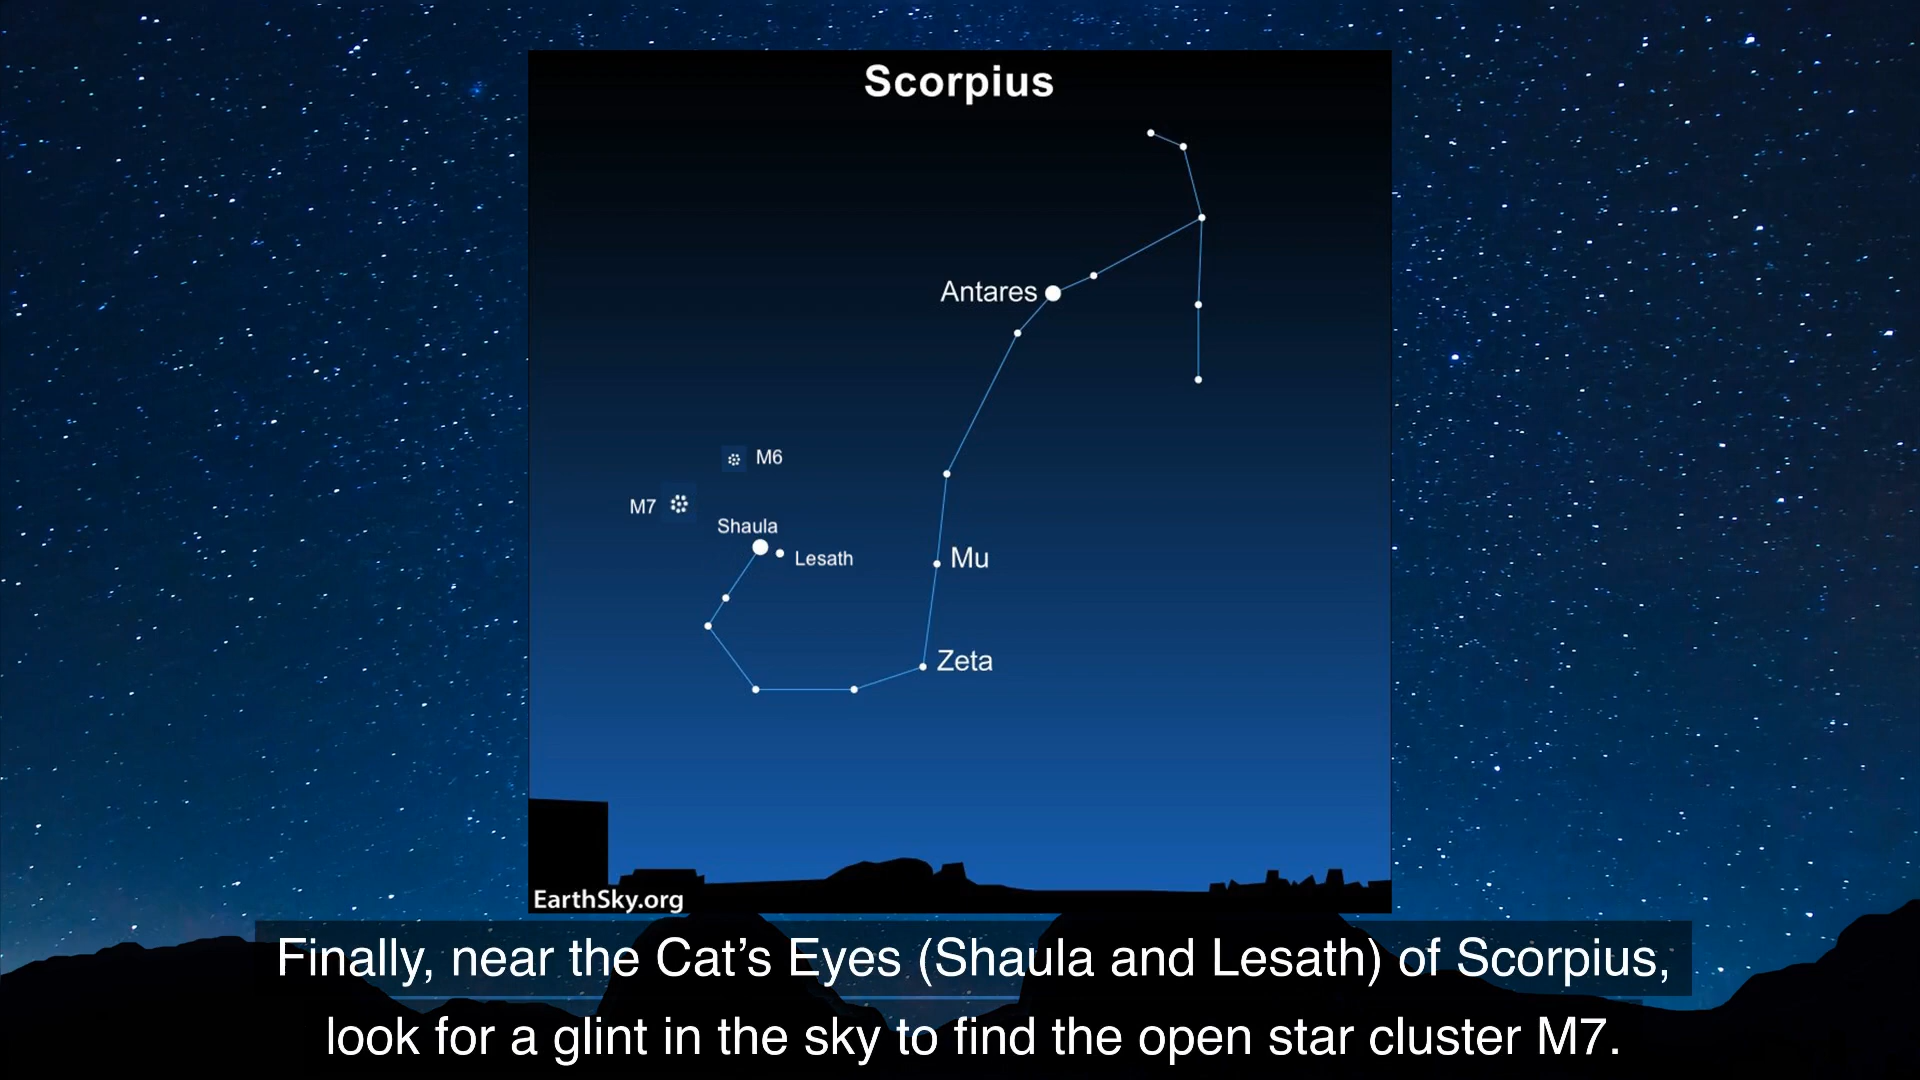 Scorpius
Antares
M6
M7
Shaula
Lesath
Mu
Zeta
EarthSky.org
Finally, near the Cat’s Eyes (Shaula and Lesath) of Scorpius,
look for a glint in the sky to find the open star cluster M7.